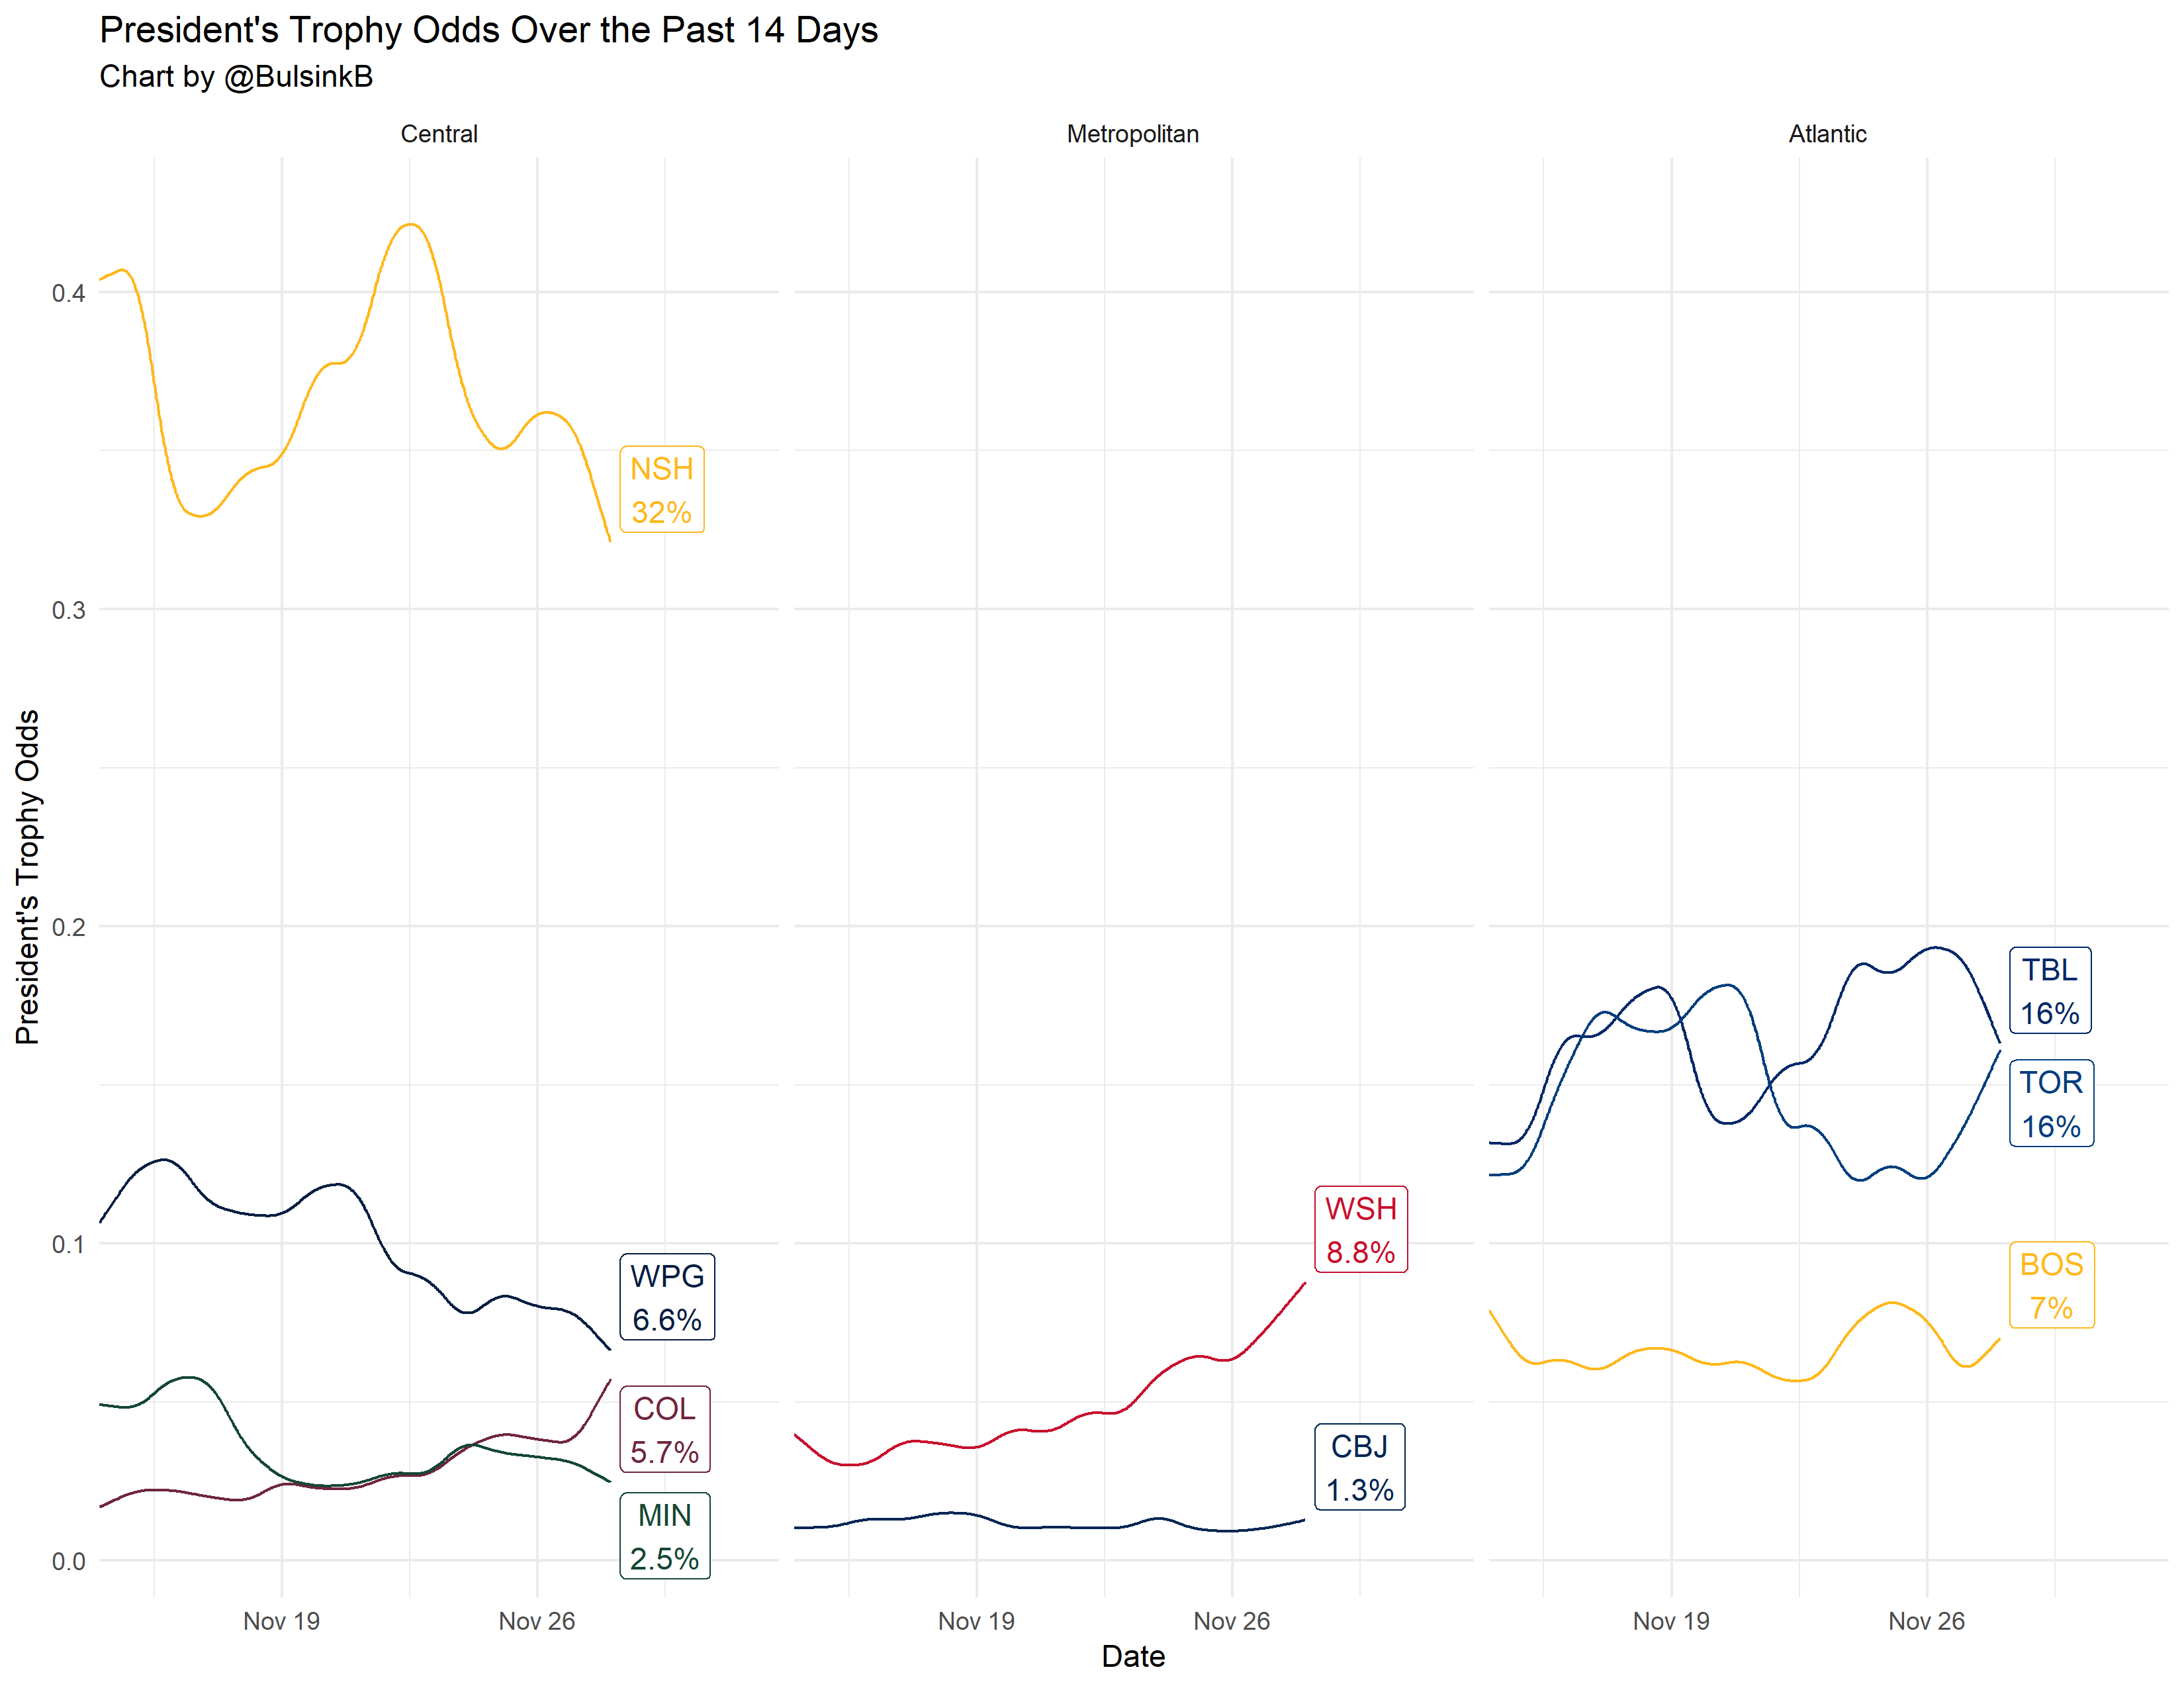 President's Trophy Odds Over the Past 14 Days
Chart by @BulsinkB
Central
Metropolitan
Atlantic
President's Trophy Odds
0.4
0.3
0.2
0.1
0.0
NSH
32%
WPG
6.6%
COL
5.7%
MIN
2.5%
WSH
8.8%
CBJ
1.3%
TBL
16%
TOR
16%
BOS
7%
Nov 19
Nov 26
Nov 19
Nov 26
Nov 19
Nov 26
Date